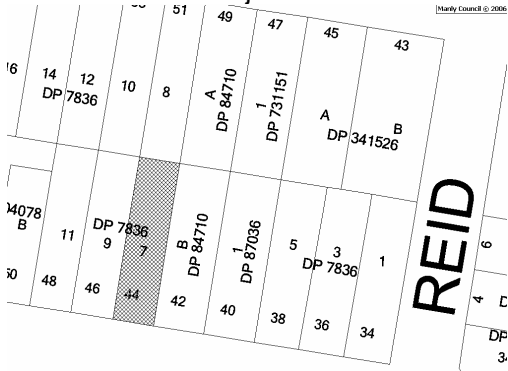 Manly Council © 2006
51
49
47
45
43
14
12
DP 7836
10
8
A
DP 84710
1
DP 731151
A
B
DP 341526
04078
B
11
DP 7836
9
7
B
DP 84710
1
DP 87036
5
3
DP 7836
1
REID
6
4
48
46
44
42
40
38
36
34
DP